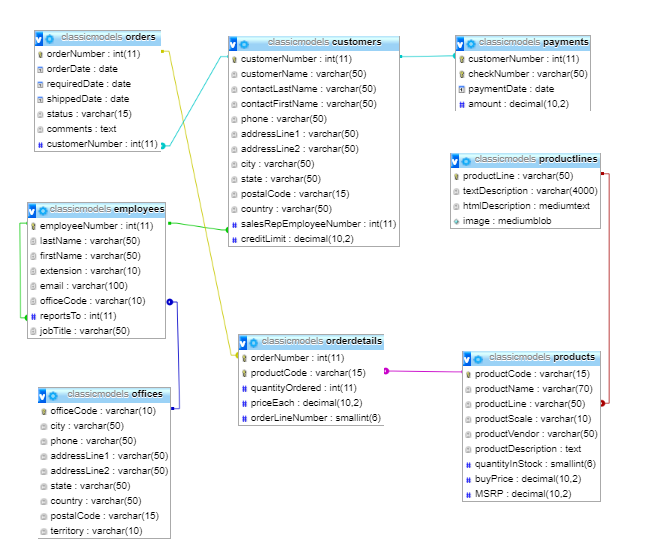 classicmodels orders
orderNumber : int(11)
orderDate : date
requiredDate : date
shippedDate : date
status : varchar(15)
comments : text
customerNumber : int(11)
classicmodels customers
customerNumber : int(11)
customerName : varchar(50)
contactLastName : varchar(50)
contactFirstName : varchar(50)
phone : varchar(50)
addressLine1 : varchar(50)
addressLine2 : varchar(50)
city : varchar(50)
state : varchar(50)
postalCode : varchar(15)
country : varchar(50)
salesRepEmployeeNumber : int(11)
creditLimit : decimal(10,2)
classicmodels payments
customerNumber : int(11)
checkNumber : varchar(50)
paymentDate : date
amount : decimal(10,2)
classicmodels productlines
productLine : varchar(50)
textDescription : varchar(4000)
htmlDescription : mediumtext
image : mediumblob
classicmodels employees
employeeNumber : int(11)
lastName : varchar(50)
firstName : varchar(50)
extension : varchar(10)
email : varchar(100)
officeCode : varchar(10)
reportsTo : int(11)
jobTitle : varchar(50)
classicmodels orderdetails
orderNumber : int(11)
productCode : varchar(15)
quantityOrdered : int(11)
priceEach : decimal(10,2)
orderLineNumber : smallint(6)
classicmodels products
productCode : varchar(15)
productName : varchar(70)
productLine : varchar(50)
productScale : varchar(10)
productVendor : varchar(50)
productDescription : text
quantityInStock : smallint(6)
buyPrice : decimal(10,2)
MSRP : decimal(10,2)
classicmodels offices
officeCode : varchar(10)
city : varchar(50)
phone : varchar(50)
addressLine1 : varchar(50)
addressLine2 : varchar(50)
state : varchar(50)
country : varchar(50)
postalCode : varchar(15)
territory : varchar(10)